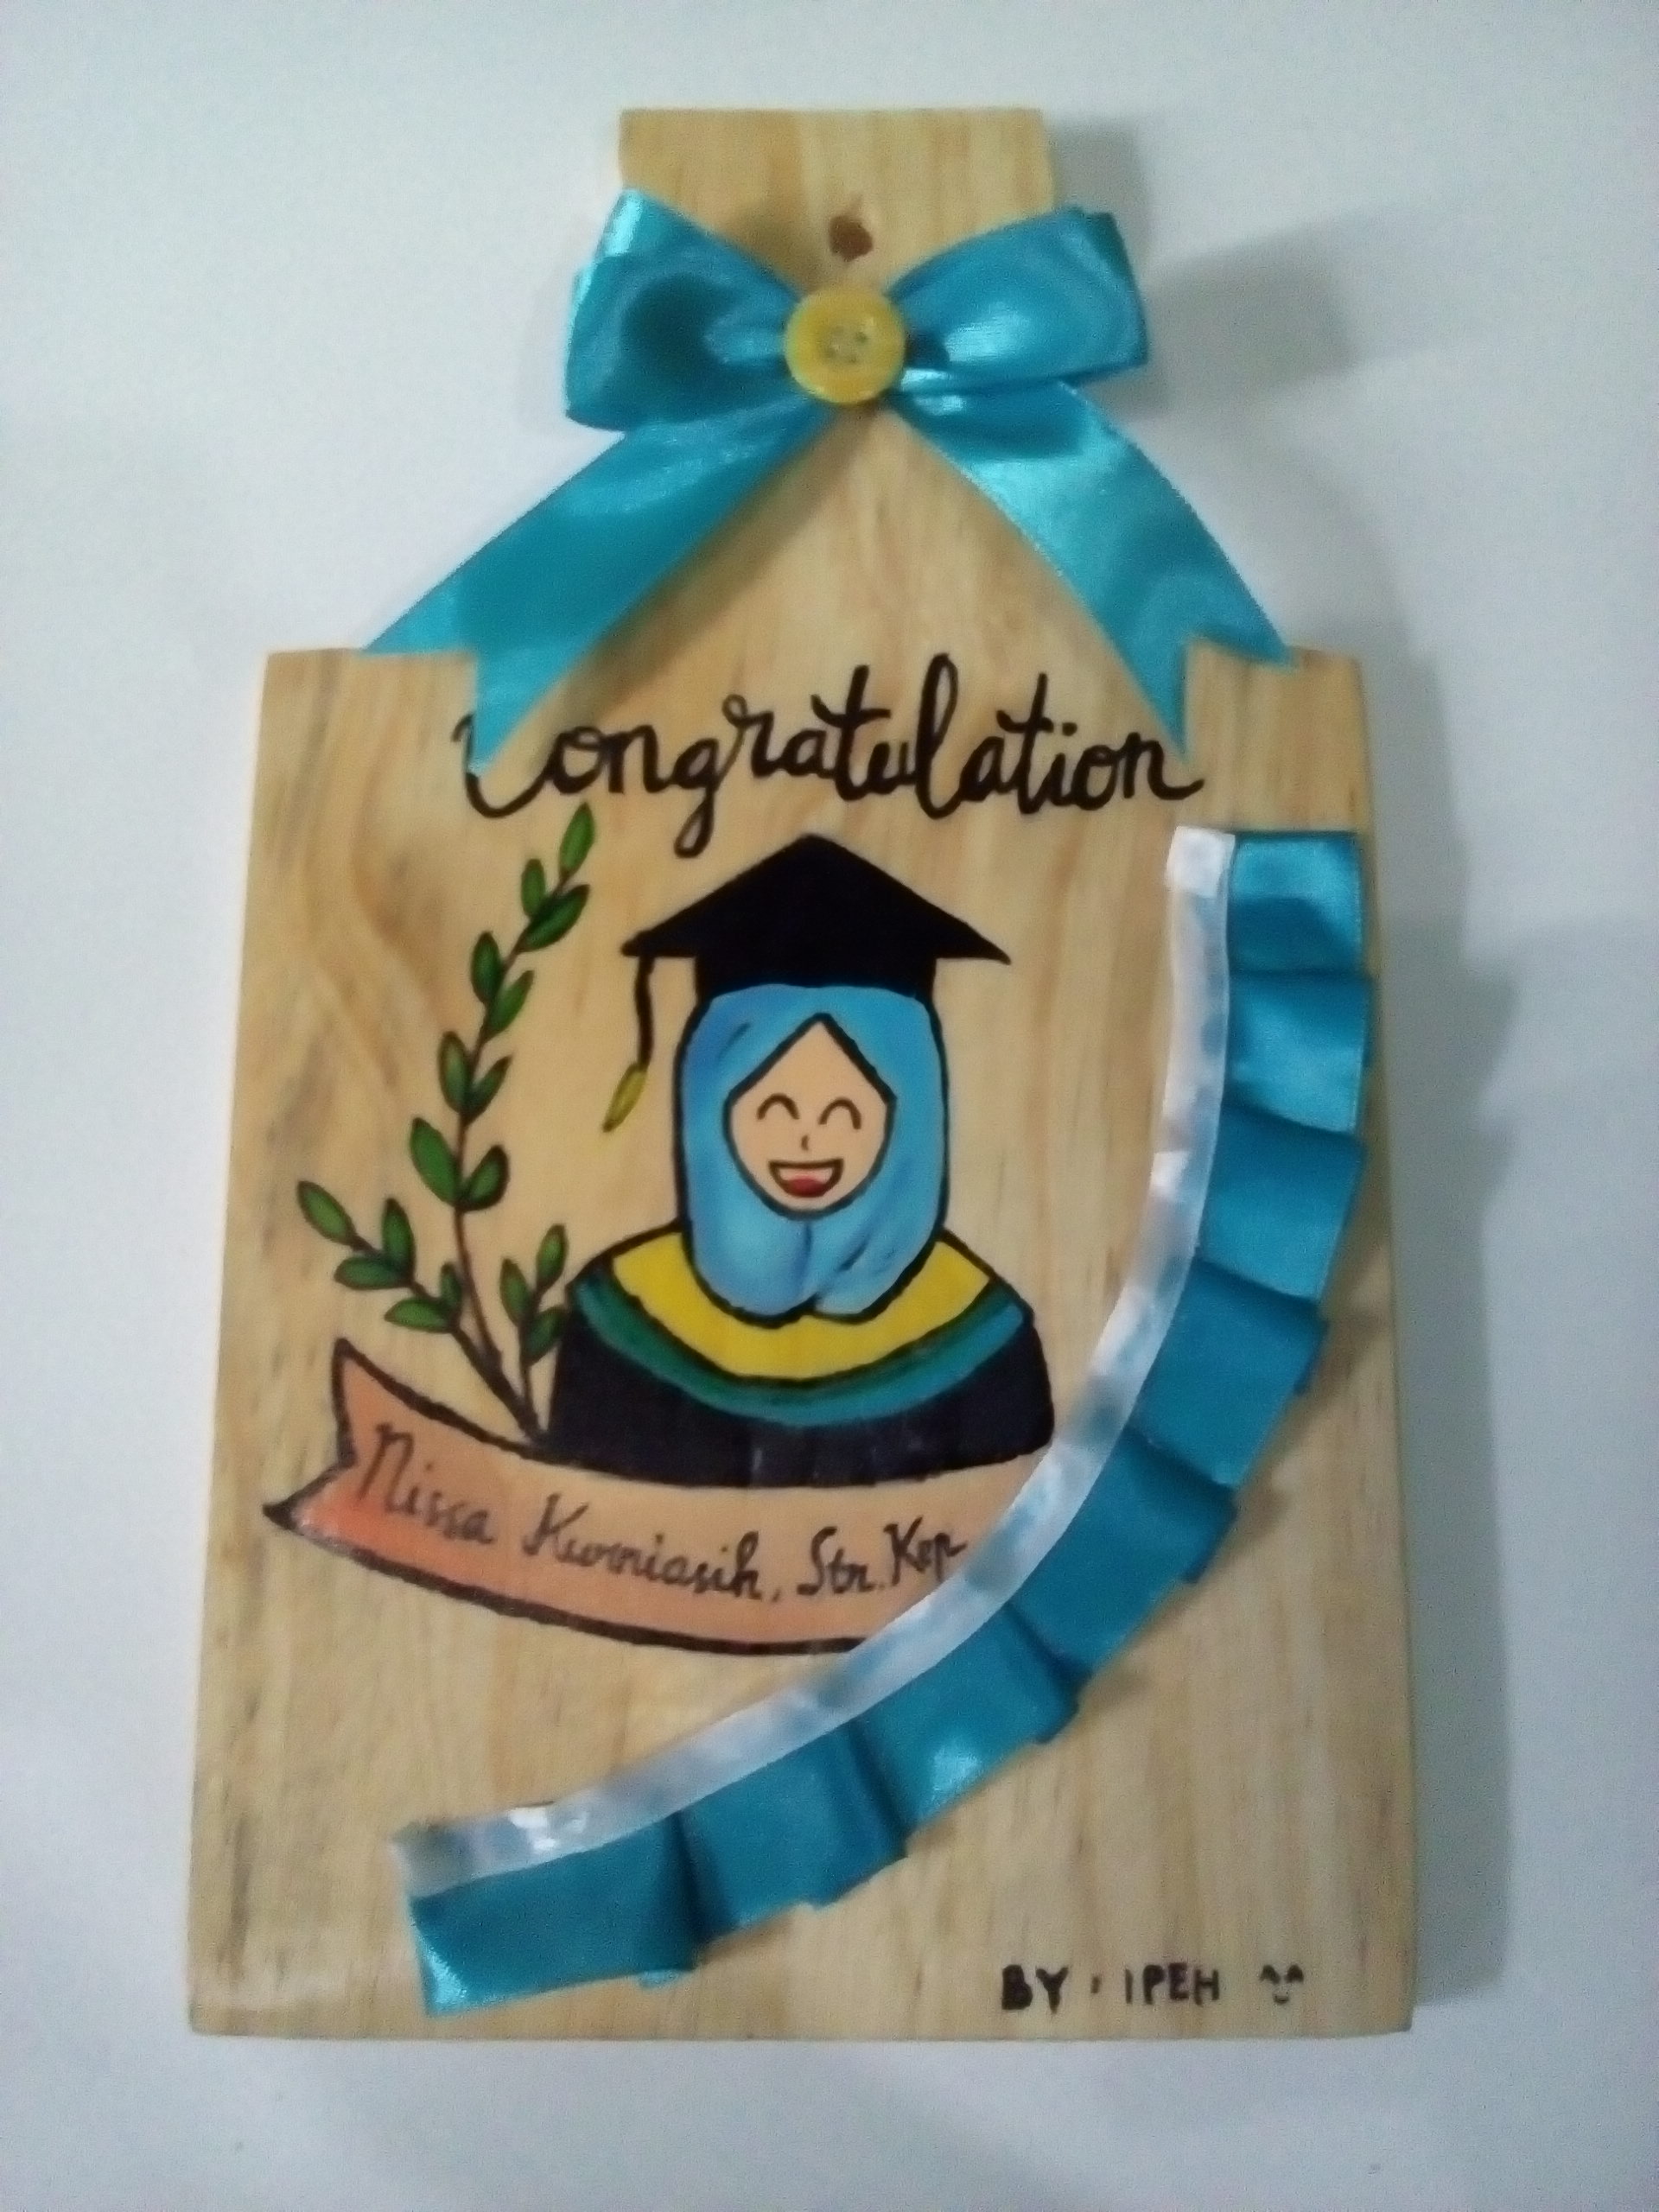 Congratulation
Nissa Kurniasih, Str. Kep
BY : IPEH